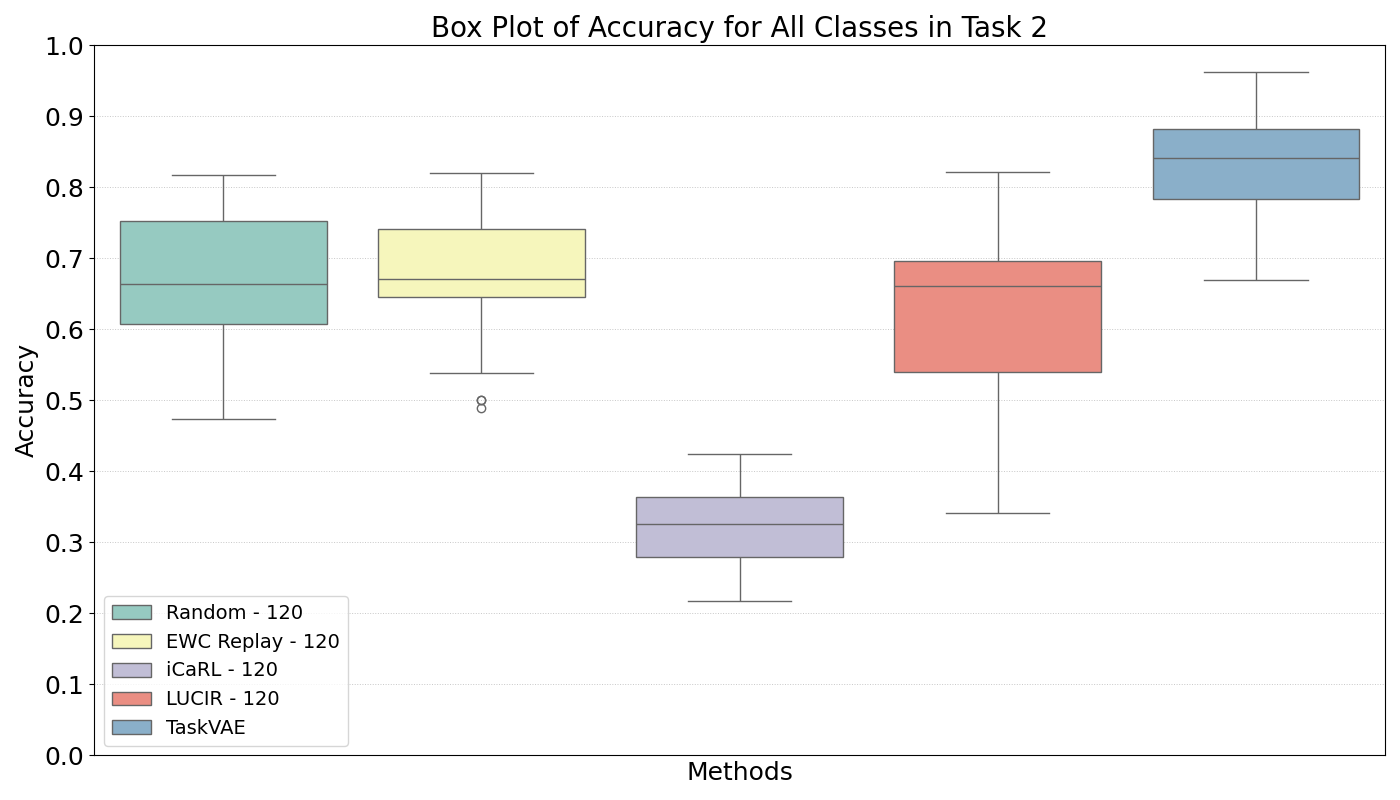 Box Plot of Accuracy for All Classes in Task 2
1.0
0.9
0.8
0.7
0.6
0.5
0.4
0.3
0.2
0.1
0.0
Accuracy
Random - 120
EWC Replay - 120
iCaRL - 120
LUCIR - 120
TaskVAE
Methods